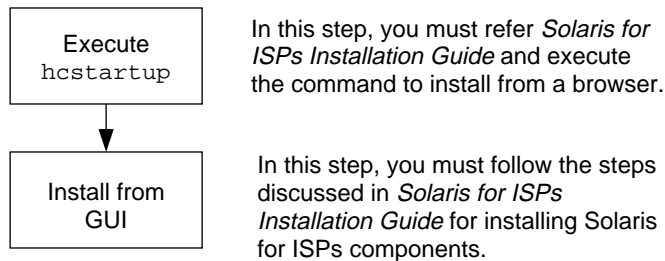 Execute
hcstartup
In this step, you must refer Solaris for
ISPs Installation Guide and execute
the command to install from a browser.
Install from
GUI
In this step, you must follow the steps
discussed in Solaris for ISPs
Installation Guide for installing Solaris
for ISPs components.